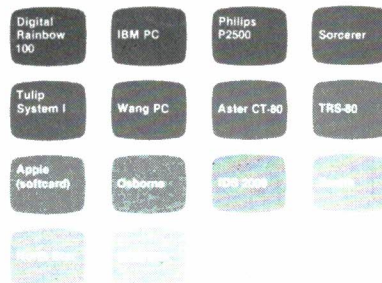 Digital
Rainbow
100
IBM PC
Philips
P2500
Sorcerer
Tulip
System I
Wang PC
Aster CT-80
TRS-80
Apple
(softcard)
Osborne